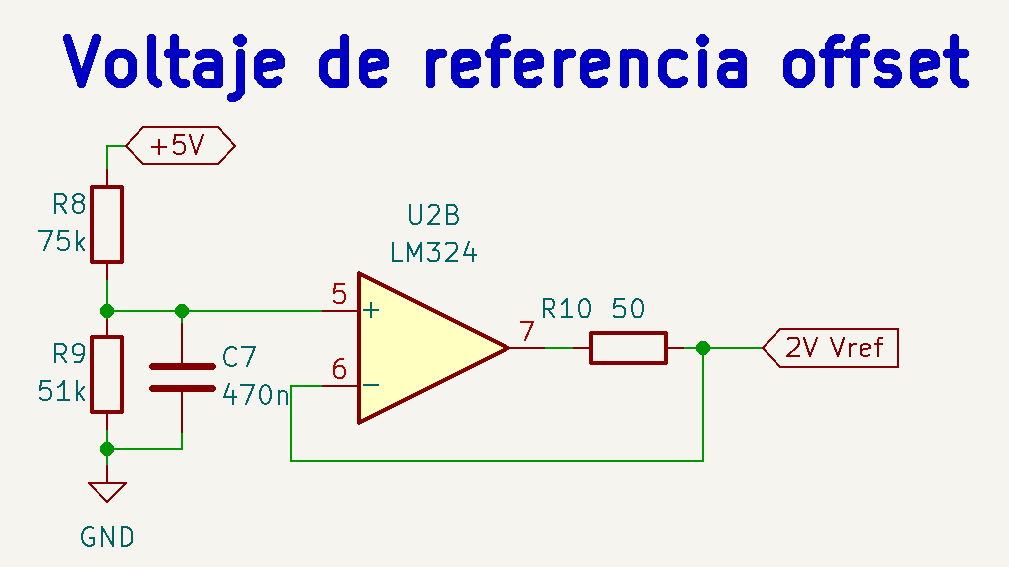 Voltaje de referencia offset
+5V
R8
75k
U2B
LM324
5
+
R10 50
7
2V Vref
R9
51k
C7
470n
6
-
GND